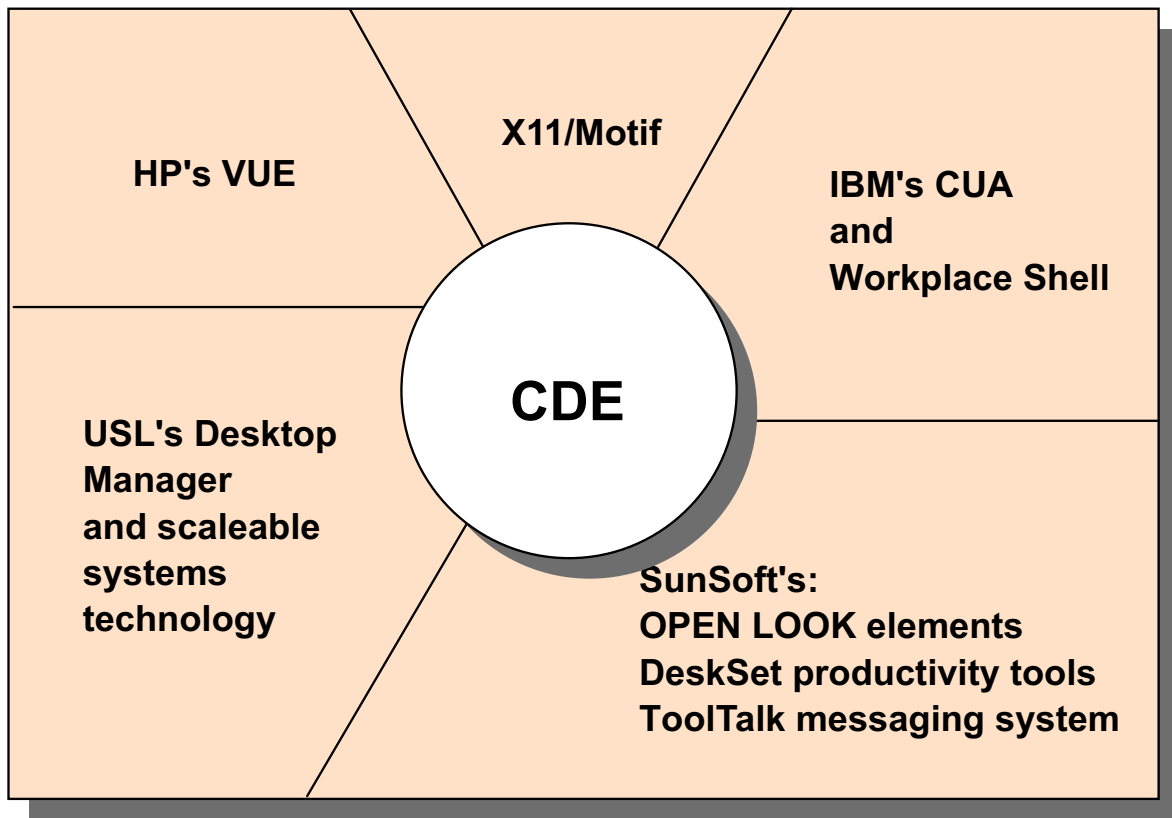 X11/Motif
HP's VUE
IBM's CUA
and
Workplace Shell
CDE
USL's Desktop
Manager
and scaleable
systems
technology
SunSoft's:
OPEN LOOK elements
DeskSet productivity tools
ToolTalk messaging system